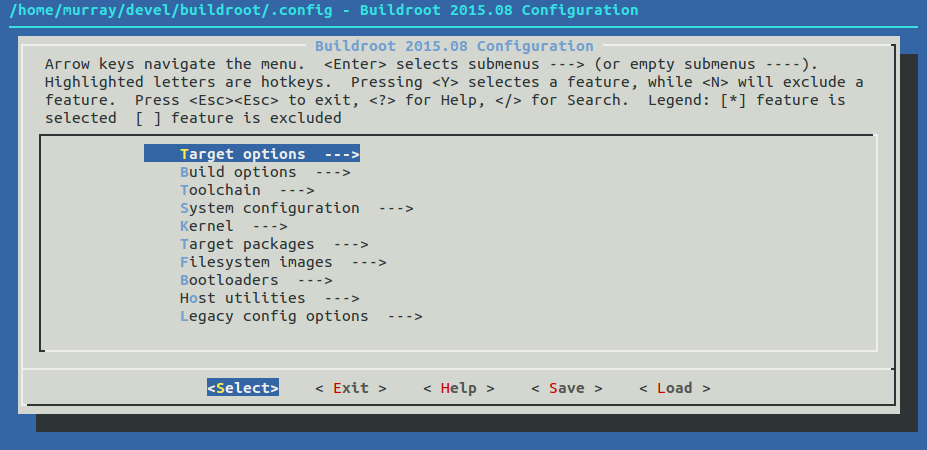 /home/murray/devel/buildroot/.config - Buildroot 2015.08 Configuration
Buildroot 2015.08 Configuration
Arrow keys navigate the menu.  <Enter> selects submenus ---> (or empty submenus ----).
Highlighted letters are hotkeys.  Pressing <Y> selectes a feature, while <N> will exclude a
feature.  Press <Esc><Esc> to exit, <?> for Help, </> for Search.  Legend: [*] feature is
selected  [ ] feature is excluded
Target options  --->
Build options  --->
Toolchain  --->
System configuration  --->
Kernel  --->
Target packages  --->
Filesystem images  --->
Bootloaders  --->
Host utilities  --->
Legacy config options  --->
<Select>    < Exit >    < Help >    < Save >    < Load >